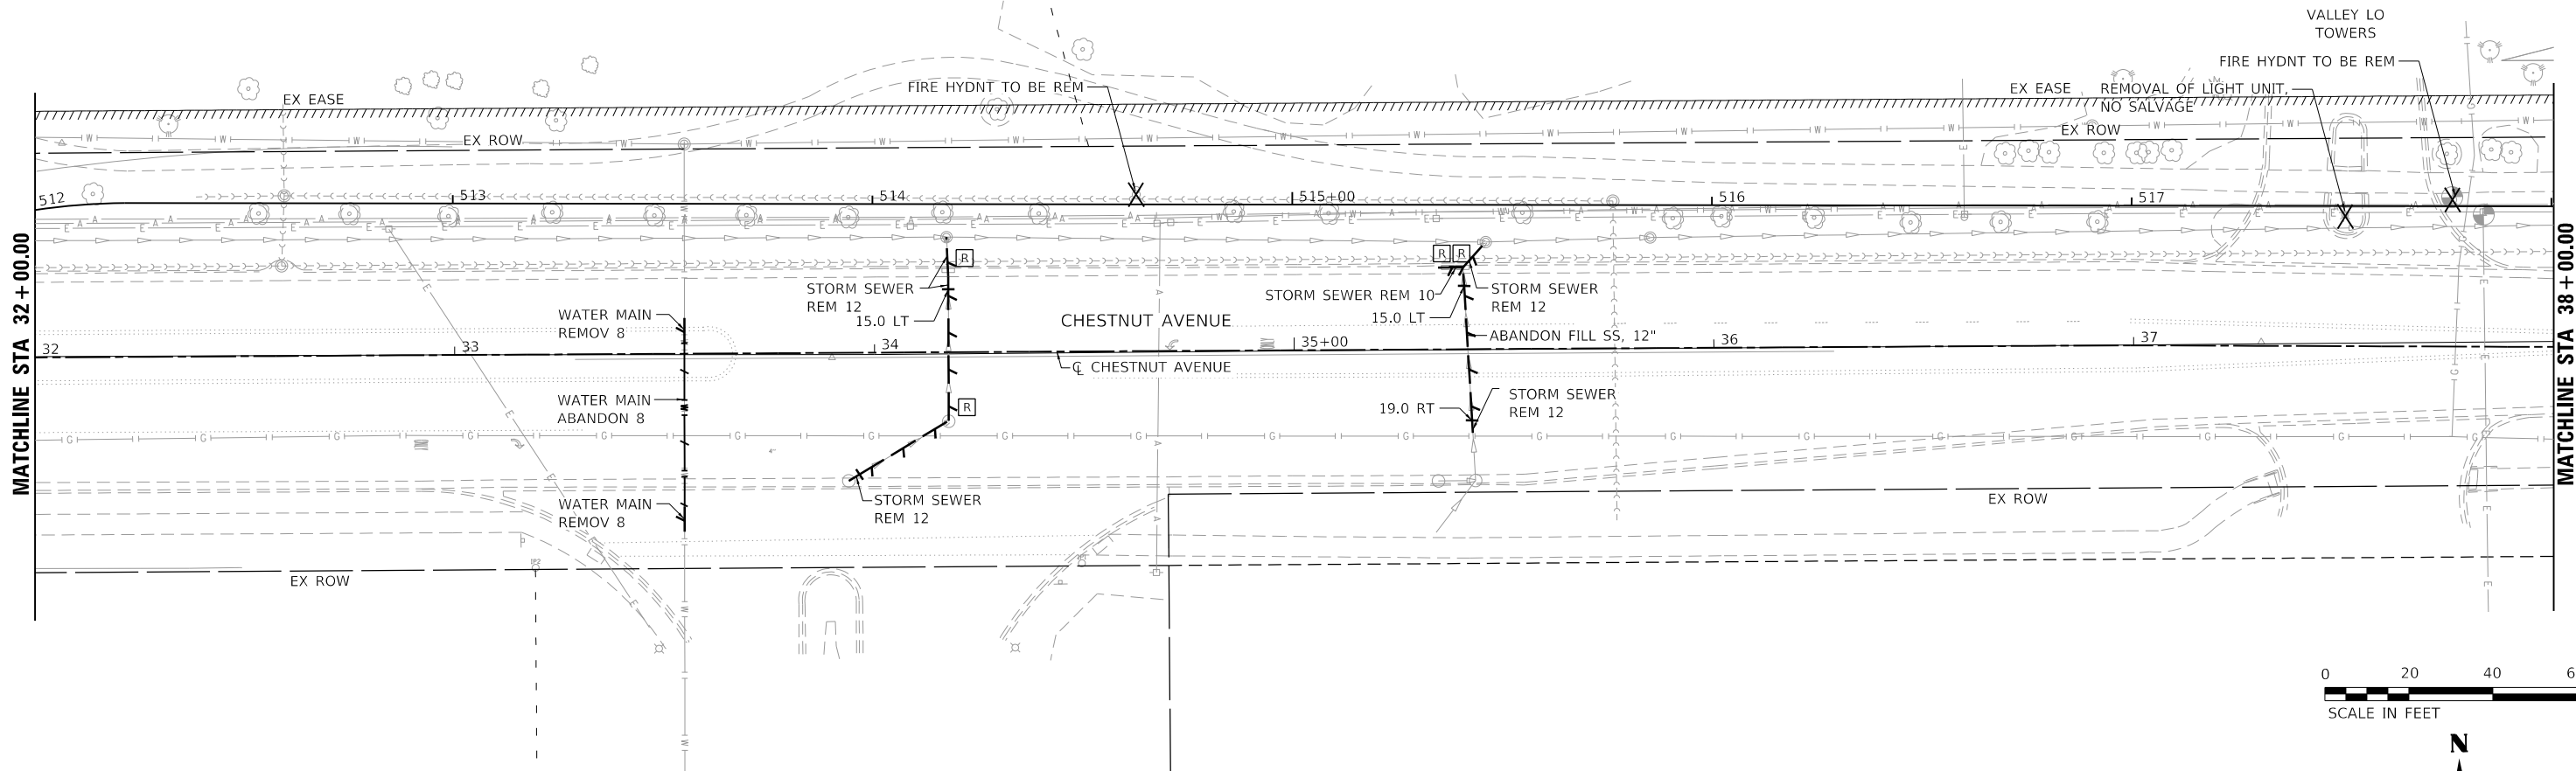 VALLEY LO
TOWERS
FIRE HYDNT TO BE REM
FIRE HYDNT TO BE REM
EX EASE
EX EASE
REMOVAL OF LIGHT UNIT,
NO SALVAGE
EX ROW
EX ROW
512
513
514
515+00
516
517
MATCHLINE STA 32+00.00
MATCHLINE STA 38+00.00
R
R
R
STORM SEWER
REM 12
15.0 LT
STORM SEWER REM 10
15.0 LT
STORM SEWER
REM 12
WATER MAIN
REMOV 8
CHESTNUT AVENUE
ABANDON FILL SS, 12"
32
33
34
35+00
36
37
℄ CHESTNUT AVENUE
WATER MAIN
ABANDON 8
R
19.0 RT
STORM SEWER
REM 12
STORM SEWER
REM 12
WATER MAIN
REMOV 8
EX ROW
EX ROW
0 20 40
SCALE IN FEET
N